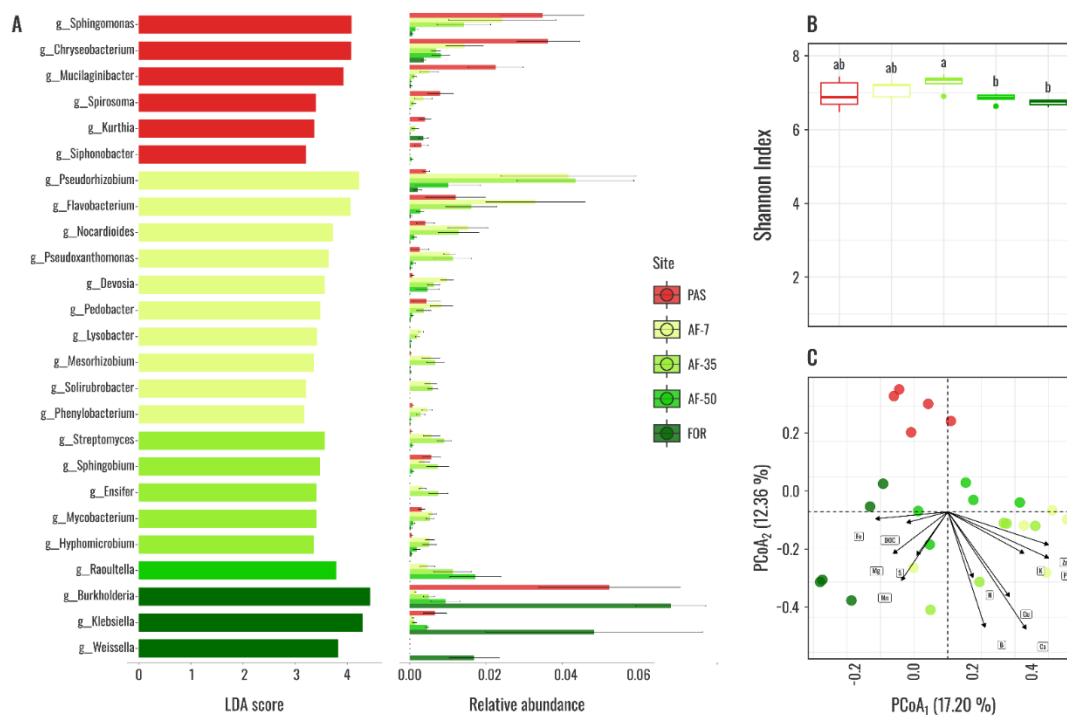 A
g__Sphingomonas
g__Chryseobacterium
g__Mucilaginibacter
g__Spirosoma
g__Kurthia
g__Siphonobacter
g__Pseudorhizobium
g__Flavobacterium
g__Nocardioides
g__Pseudoxanthomonas
g__Devosia
g__Pedobacter
g__Lysobacter
g__Mesorhizobium
g__Solirubrobacter
g__Phenylobacterium
g__Streptomyces
g__Sphingobium
g__Ensifer
g__Mycobacterium
g__Hyphomicrobium
g__Raoultella
g__Burkholderia
g__Klebsiella
g__Weissella
0 1 2 3 4
LDA score
0.00 0.02 0.04 0.06
Relative abundance
Site
PAS
AF-7
AF-35
AF-50
FOR
B
8
6
4
2
Shannon Index
ab ab a b b
C
0.2
0.0
-0.2
-0.4
PCoA2 (12.36 %)
Fe
DOC
Mg
S
Mn
N
B
Cu
Ca
K
Zn
P
-0.2 0.0 0.2 0.4
PCoA1 (17.20 %)